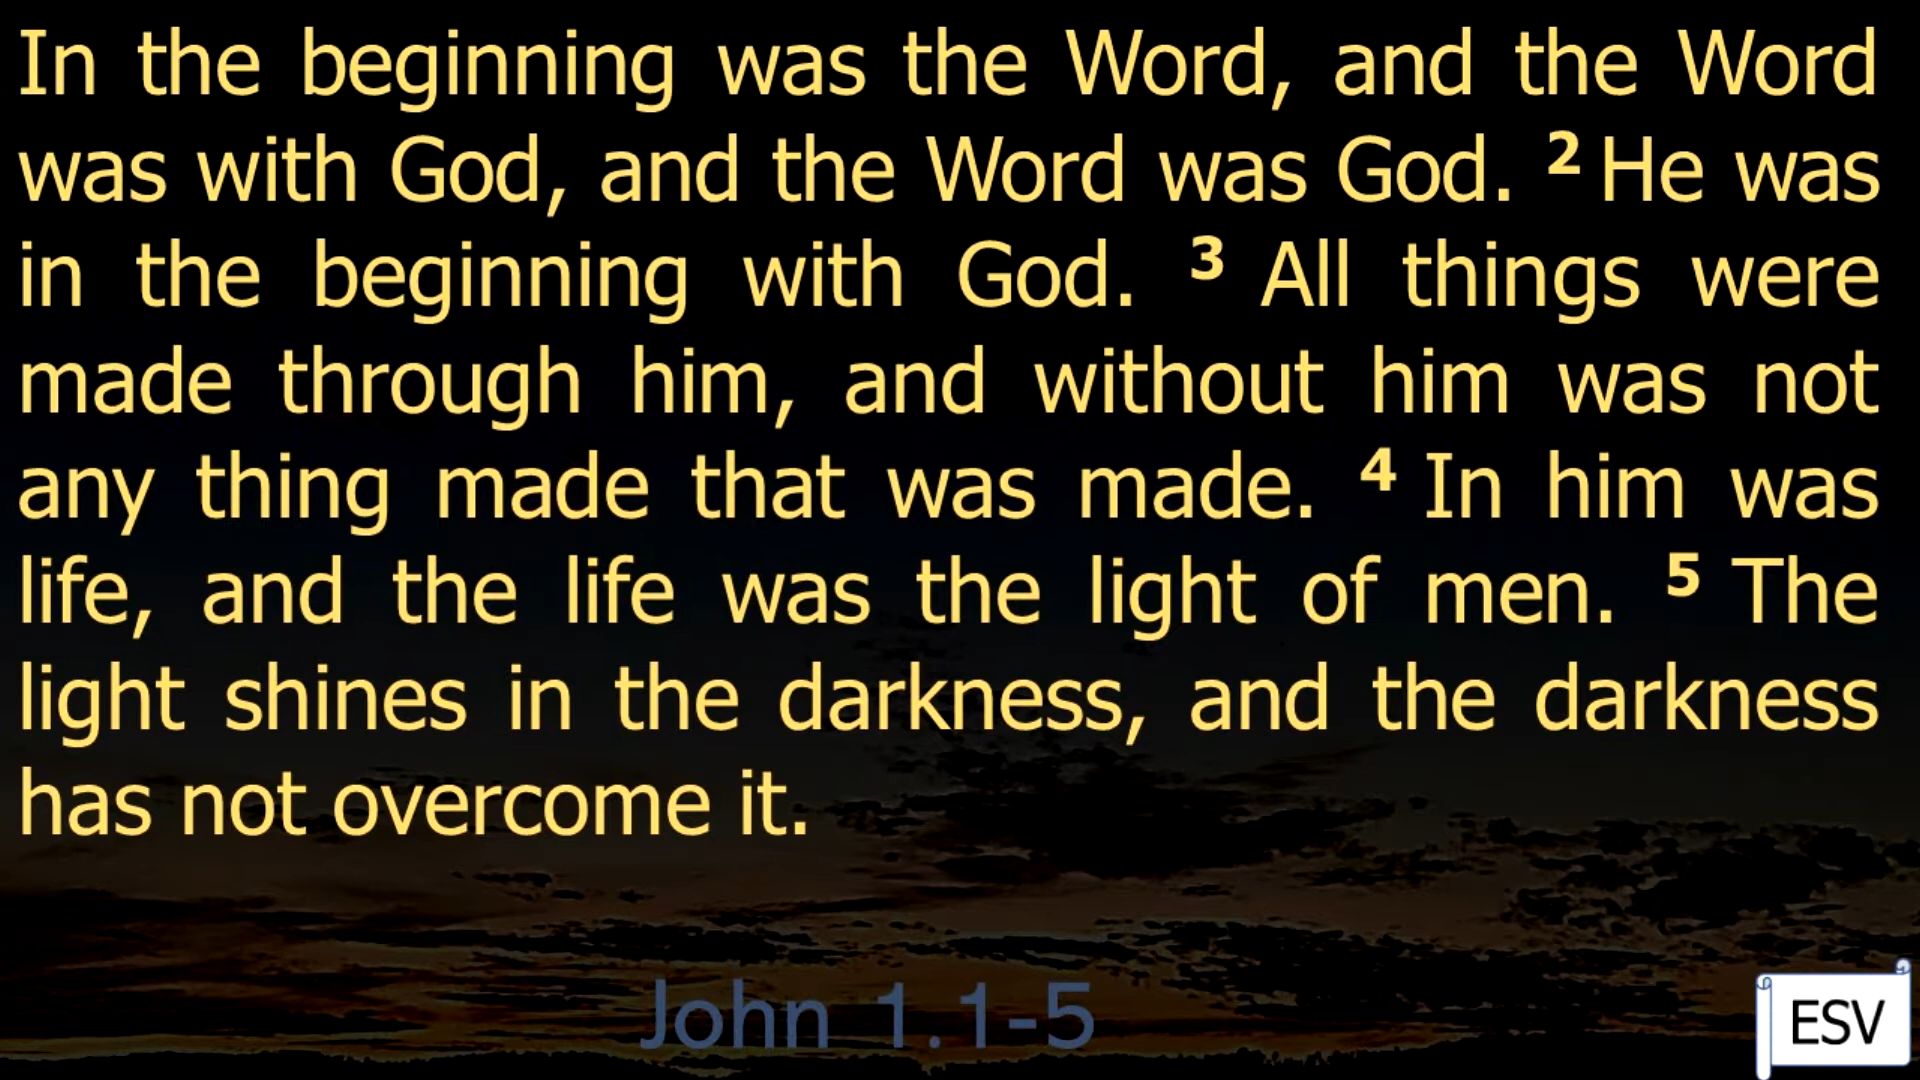 In the beginning was the Word, and the Word
was with God, and the Word was God. 2 He was
in the beginning with God. 3 All things were
made through him, and without him was not
any thing made that was made. 4 In him was
life, and the life was the light of men. 5 The
light shines in the darkness, and the darkness
has not overcome it.
John 1.1-5
ESV